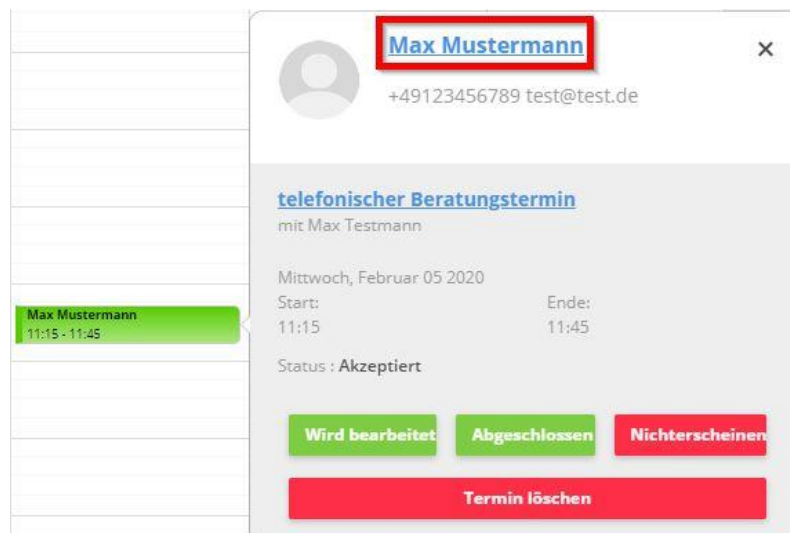 Max Mustermann
×
+49123456789 test@test.de
telefonischer Beratungstermin
mit Max Testmann
Mittwoch, Februar 05 2020
Start: Ende:
11:15 11:45
Status : Akzeptiert
Wird bearbeitet Abgeschlossen Nichterscheinen
Termin löschen
Max Mustermann
11:15 - 11:45